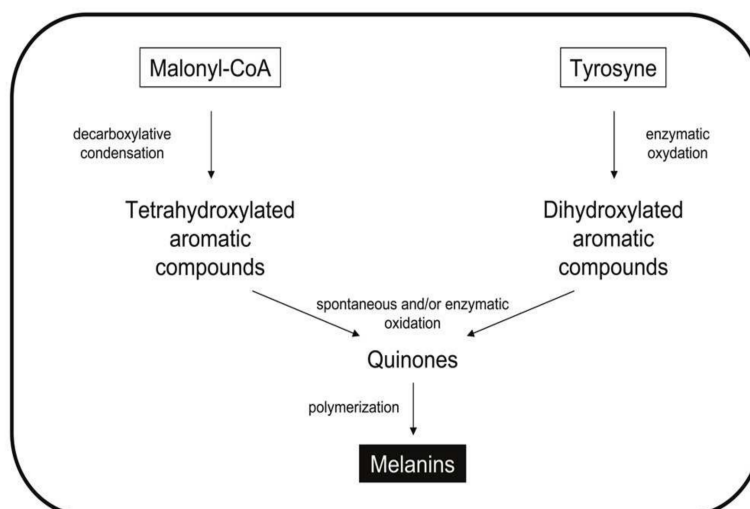 Malonyl-CoA
Tyrosyne
decarboxylative
condensation
enzymatic
oxydation
Tetrahydroxylated
aromatic
compounds
Dihydroxylated
aromatic
compounds
spontaneous and/or enzymatic
oxidation
Quinones
polymerization
Melanins